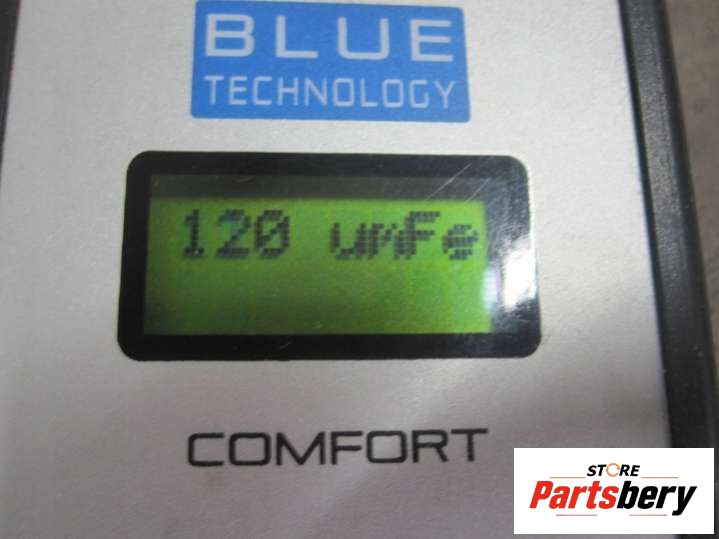 BLUE
TECHNOLOGY
120 umFe
COMFORT
STORE
Partsbery